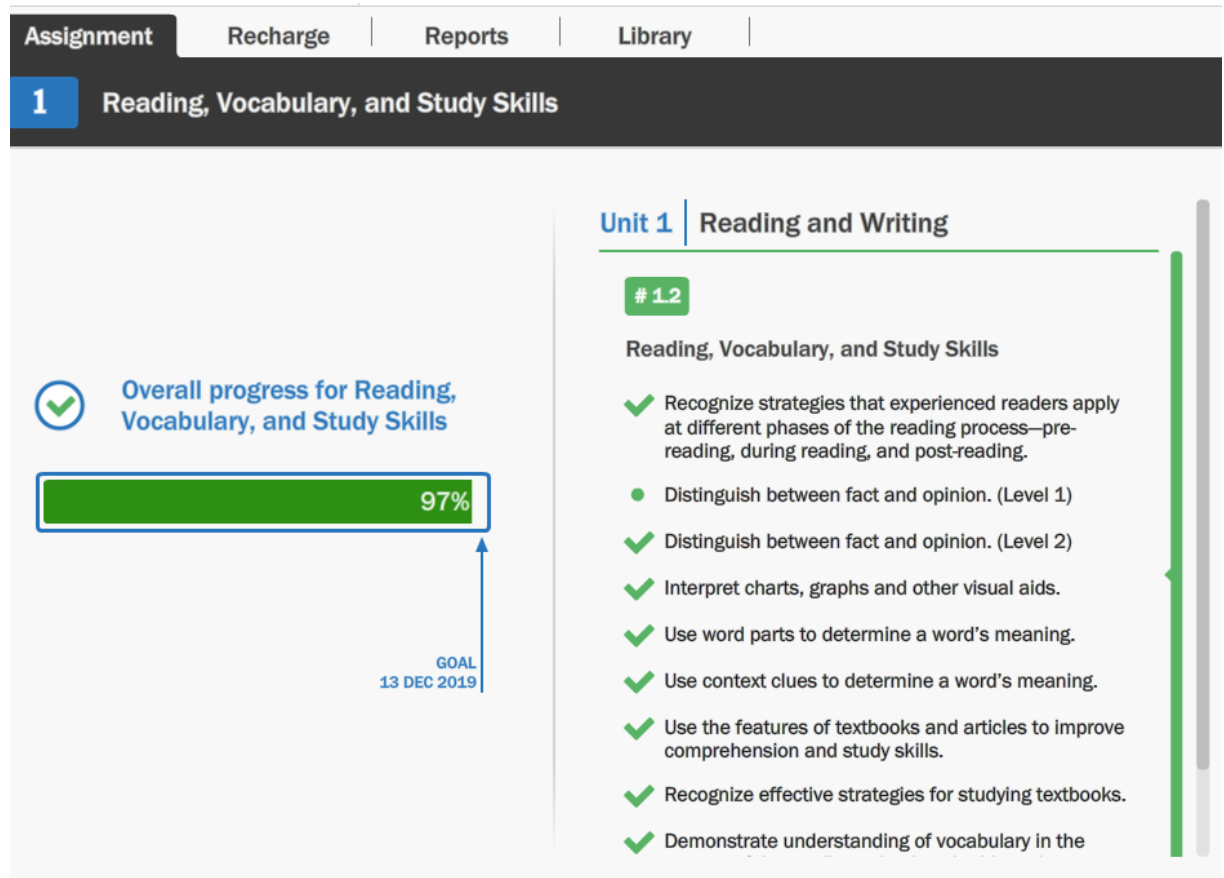 Assignment
Recharge
Reports
Library
1
Reading, Vocabulary, and Study Skills
Overall progress for Reading,
Vocabulary, and Study Skills
97%
GOAL
13 DEC 2019
Unit 1
Reading and Writing
# 1.2
Reading, Vocabulary, and Study Skills
Recognize strategies that experienced readers apply
at different phases of the reading process—pre-
reading, during reading, and post-reading.
Distinguish between fact and opinion. (Level 1)
Distinguish between fact and opinion. (Level 2)
Interpret charts, graphs and other visual aids.
Use word parts to determine a word's meaning.
Use context clues to determine a word's meaning.
Use the features of textbooks and articles to improve
comprehension and study skills.
Recognize effective strategies for studying textbooks.
Demonstrate understanding of vocabulary in the